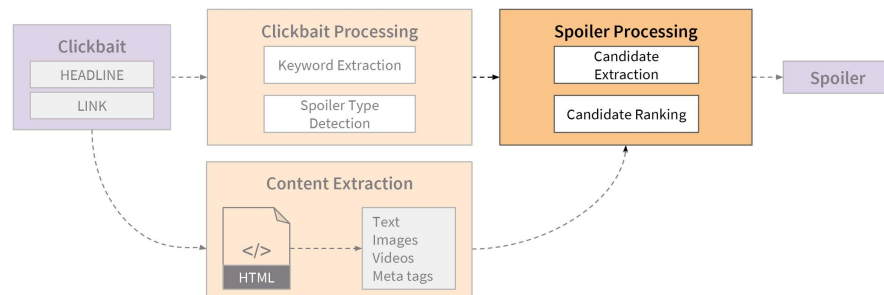 Clickbait
HEADLINE
LINK
Clickbait Processing
Keyword Extraction
Spoiler Type
Detection
Spoiler Processing
Candidate
Extraction
Candidate Ranking
Spoiler
Content Extraction
</>
HTML
Text
Images
Videos
Meta tags